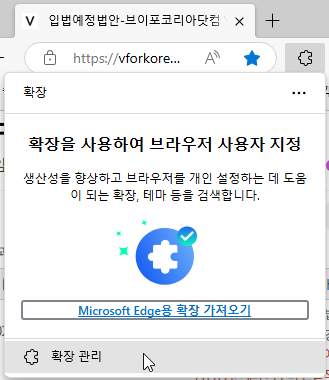 V 입법예정법안-브이포코리아닷컴
https://vforkore...
확장
확장을 사용하여 브라우저 사용자 지정
생산성을 향상하고 브라우저를 개인 설정하는 데 도움
이 되는 확장, 테마 등을 검색합니다.
Microsoft Edge용 확장 가져오기
확장 관리